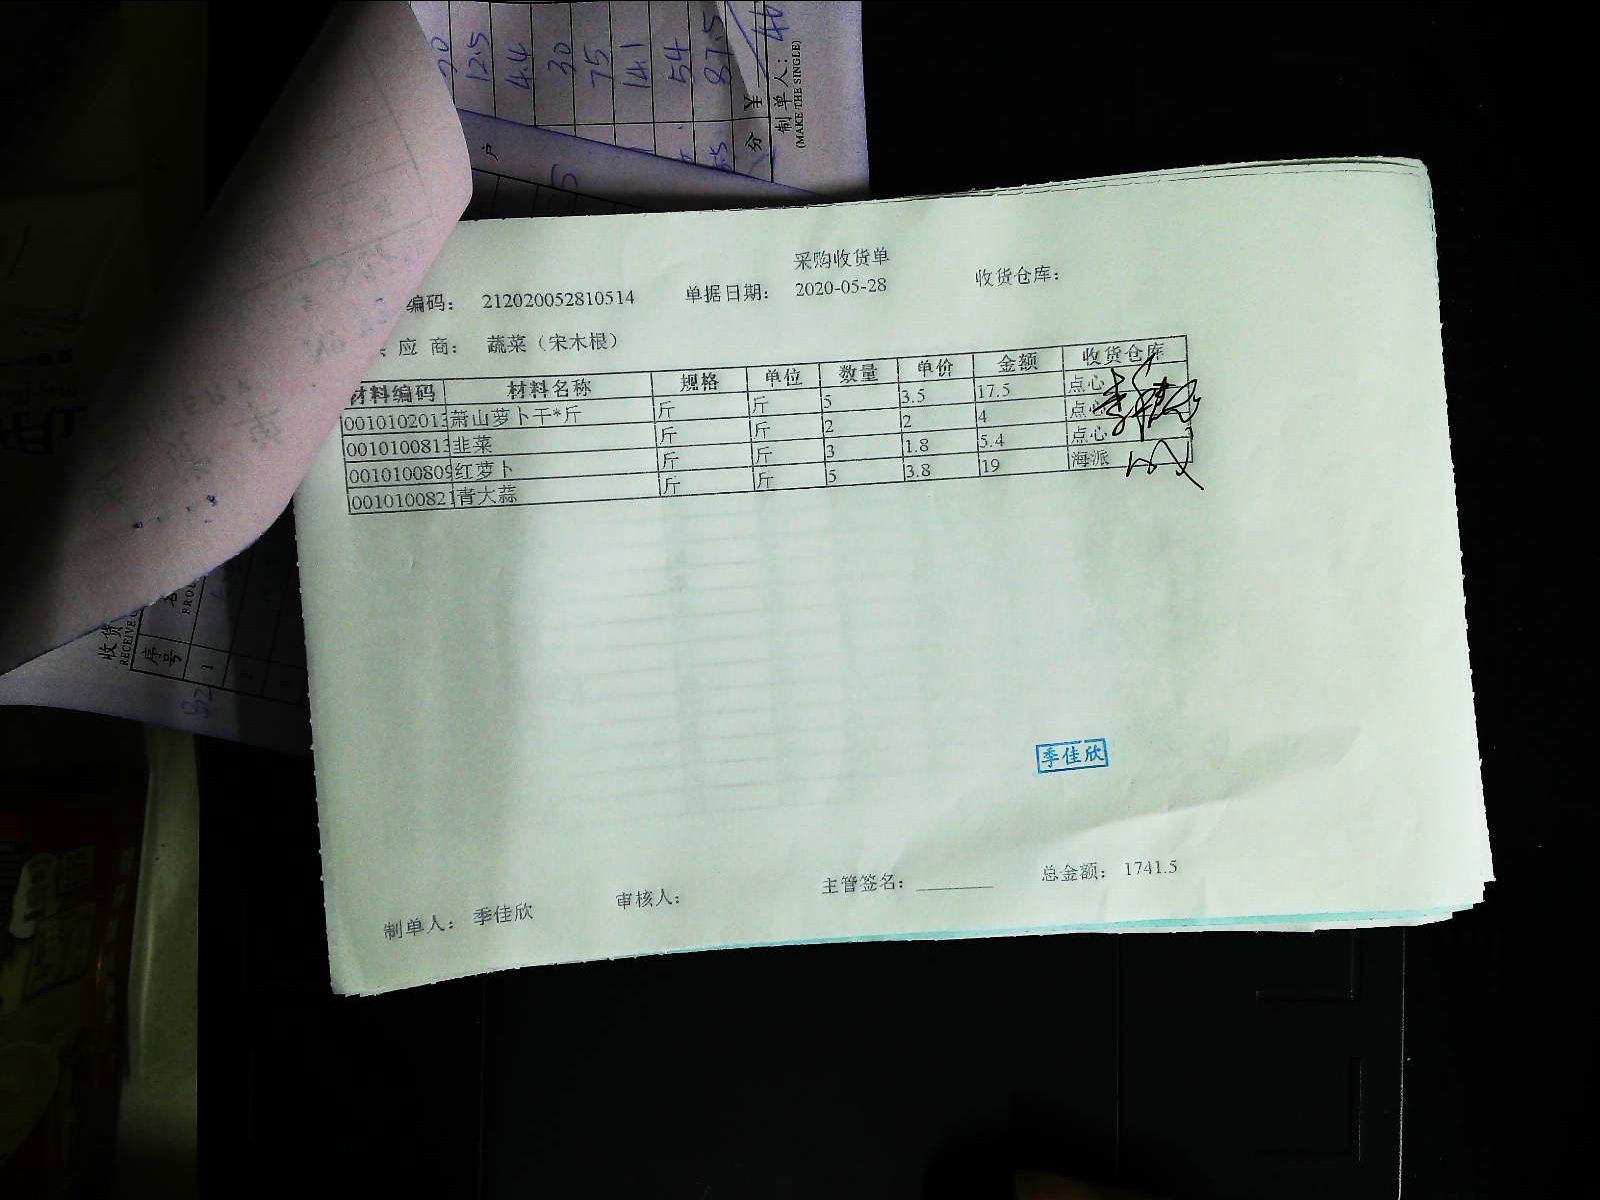 采购收货单
编码： 212020052810514 单据日期： 2020-05-28 收货仓库：
应 商： 蔬菜（宋木根）
材料编码 材料名称 规格 单位 数量 单价 金额 收货仓库
0010102013 萧山萝卜干*斤 斤 斤 5 3.5 17.5 点心
0010100813 韭菜 斤 斤 2 2 4 点心
0010100809 红萝卜 斤 斤 3 1.8 5.4 点心
0010100821 青大蒜 斤 斤 5 3.8 19 海派
季佳欣
制单人： 季佳欣 审核人： 主管签名： 总金额： 1741.5
12.5
4.4
30
75
14.1
54
87.5
分 ¥
制单人：
(MAKE THE SINGLE)
户
收货
序号
1